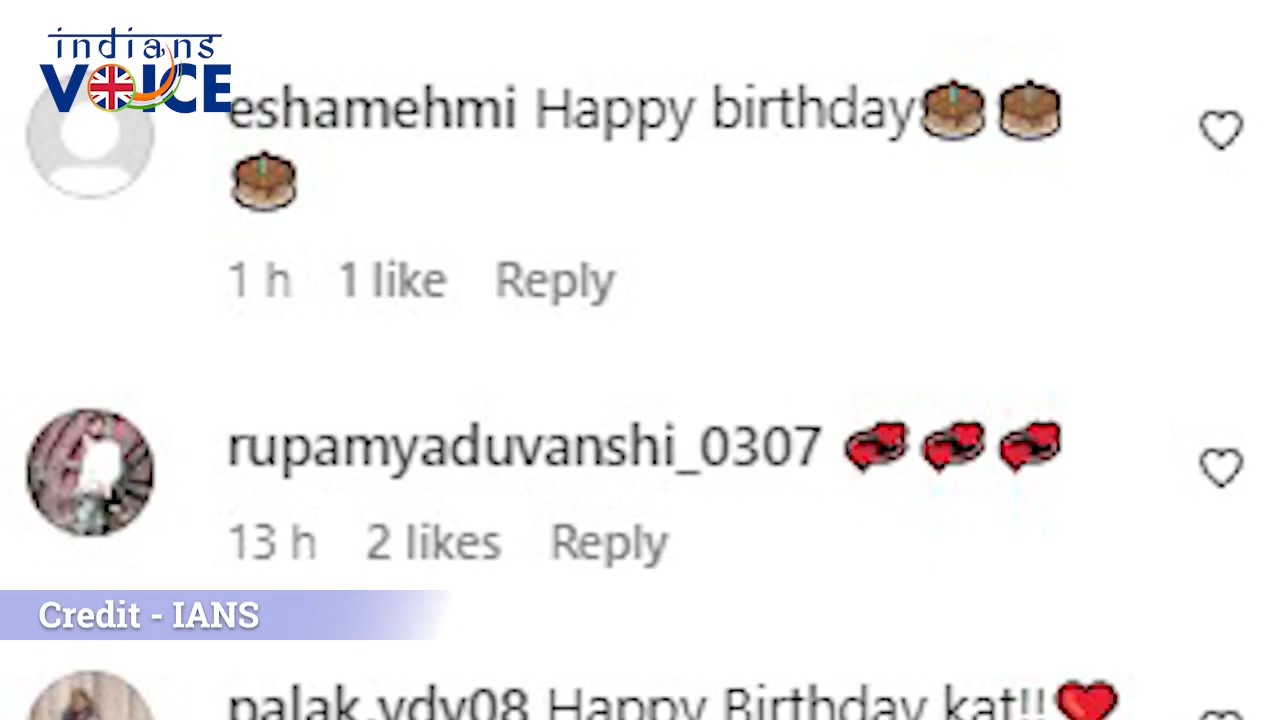 indians
VOICE
eshamehmi Happy birthday🎂🎂
🎂
1 h 1 like Reply
rupamyaduvanshi_0307 💞💞💞
13 h 2 likes Reply
Credit - IANS
palak.ydv08 Happy Birthday kat!!❤️